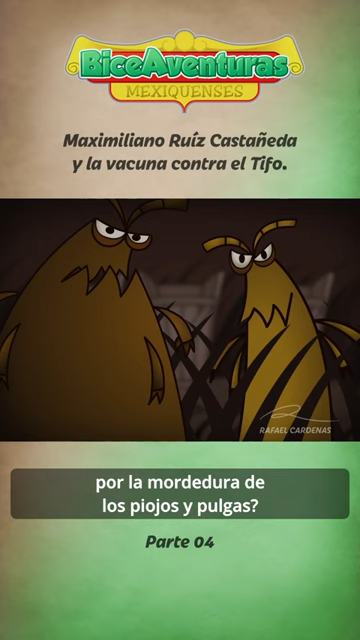 BiceAventuras
MEXIQUENSES
Maximiliano Ruíz Castañeda
y la vacuna contra el Tifo.
RAFAEL CARDENAS
por la mordedura de
los piojos y pulgas?
Parte 04